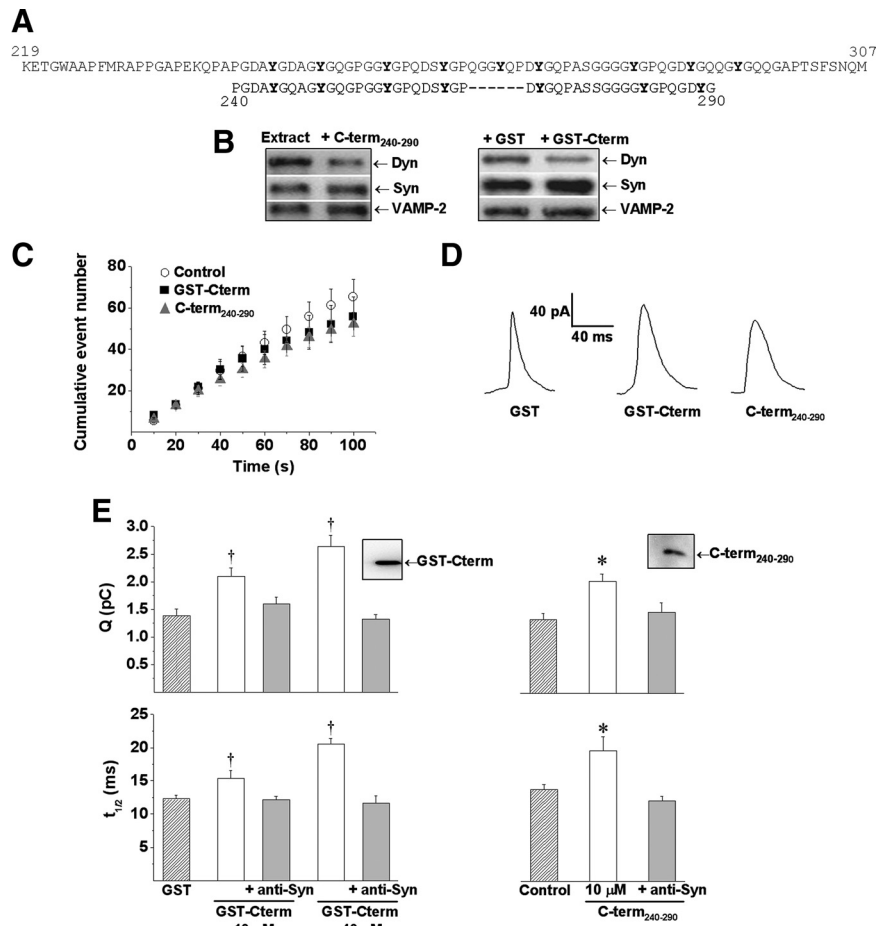 A
219 307
KETGWAAPFMRAPPGAPEKQPAPGDAYGDAGYGQGPGGYGPQDSYGPQGGYQPDYGQPASGGGGYGPQGDYGQQGYGQQGAPTSFSNQM
PGDAYGQAGYGQGPGGYGPQDSYGP------DYGQPASSGGGGYGPQGDYG
240 290
B
Extract + C-term240-290
← Dyn
← Syn
← VAMP-2
+ GST + GST-Cterm
← Dyn
← Syn
← VAMP-2
C
Cumulative event number
80
60
40
20
0 20 40 60 80 100
Time (s)
Control
GST-Cterm
C-term240-290
D
40 pA
40 ms
GST GST-Cterm C-term240-290
E
Q (pC)
3.0
2.5
2.0
1.5
1.0
0.5
† †
←GST-Cterm
*
←C-term240-290
t1/2 (ms)
25
20
15
10
5
† †
*
GST + anti-Syn + anti-Syn
GST-Cterm GST-Cterm
Control 10 μM + anti-Syn
C-term240-290